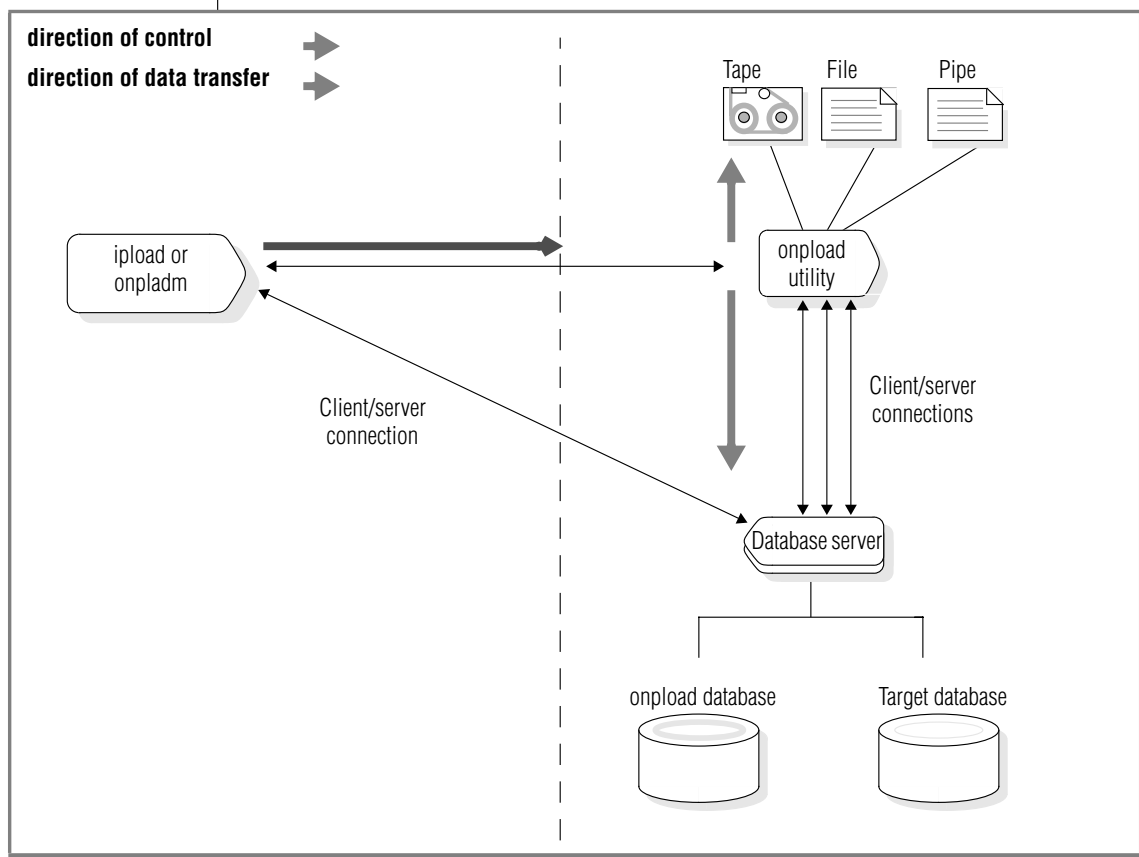 direction of control
direction of data transfer
Tape
File
Pipe
ipload or
onpladm
onpload
utility
Client/server
connection
Client/server
connections
Database server
onpload database
Target database